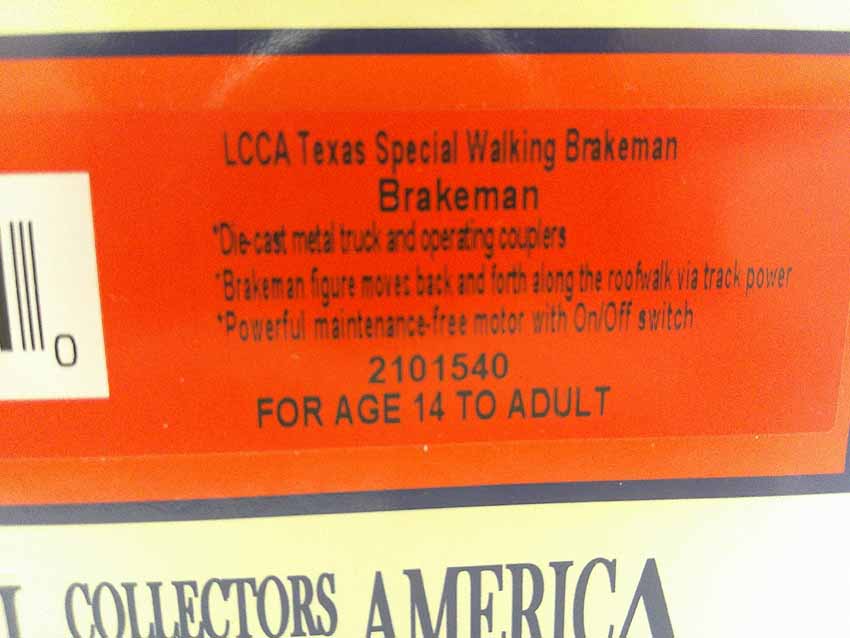 LCCA Texas Special Walking Brakeman
Brakeman
*Die-cast metal truck and operating couplers
*Brakeman figure moves back and forth along the roofwalk via track power
*Powerful maintenance-free motor with On/Off switch
2101540
FOR AGE 14 TO ADULT
0
COLLECTORS AMERICA